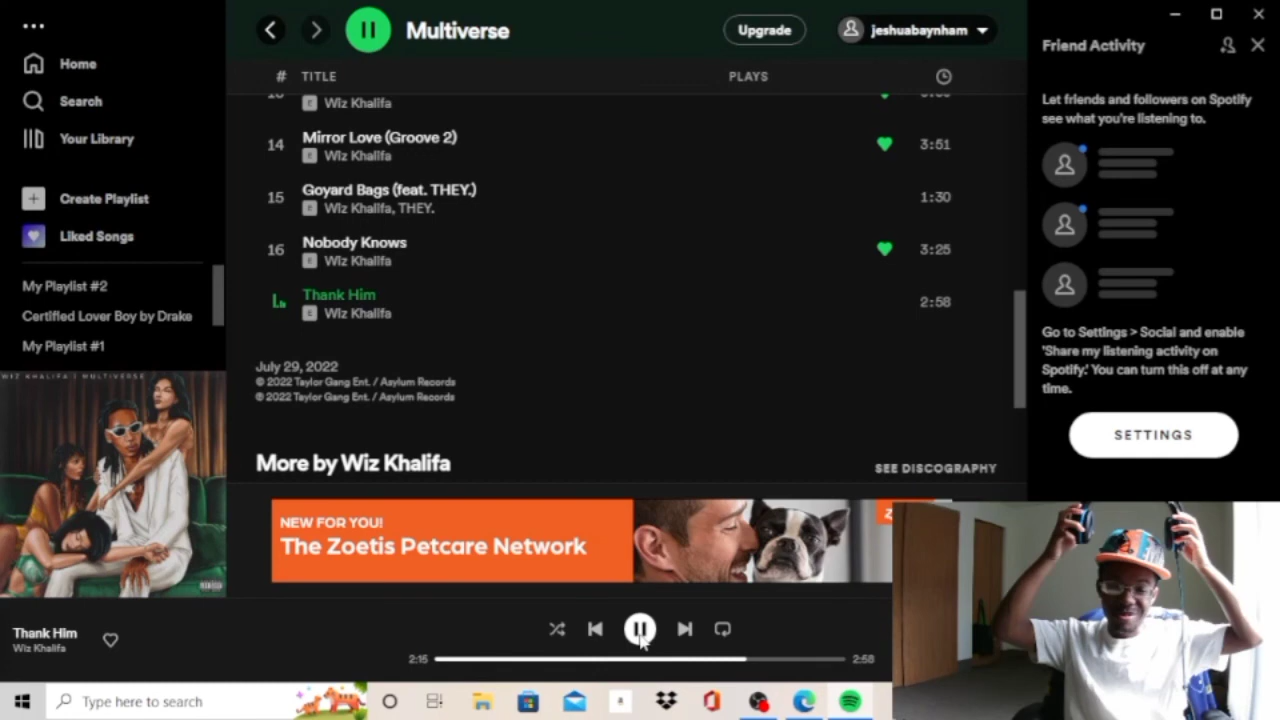 Multiverse
Upgrade
jeshuabaynham
Home
Search
Your Library
Create Playlist
Liked Songs
My Playlist #2
Certified Lover Boy by Drake
My Playlist #1
WIZ KHALIFA | MULTIVERSE
# TITLE PLAYS
Wiz Khalifa
14 Mirror Love (Groove 2) 3:51
E Wiz Khalifa
15 Goyard Bags (feat. THEY.) 1:30
E Wiz Khalifa, THEY.
16 Nobody Knows 3:25
E Wiz Khalifa
Thank Him 2:58
E Wiz Khalifa
July 29, 2022
© 2022 Taylor Gang Ent. / Asylum Records
℗ 2022 Taylor Gang Ent. / Asylum Records
More by Wiz Khalifa
SEE DISCOGRAPHY
NEW FOR YOU!
The Zoetis Petcare Network
Friend Activity
Let friends and followers on Spotify
see what you're listening to.
Go to Settings > Social and enable
'Share my listening activity on
Spotify.' You can turn this off at any
time.
SETTINGS
Thank Him
Wiz Khalifa
2:15
2:58
Type here to search